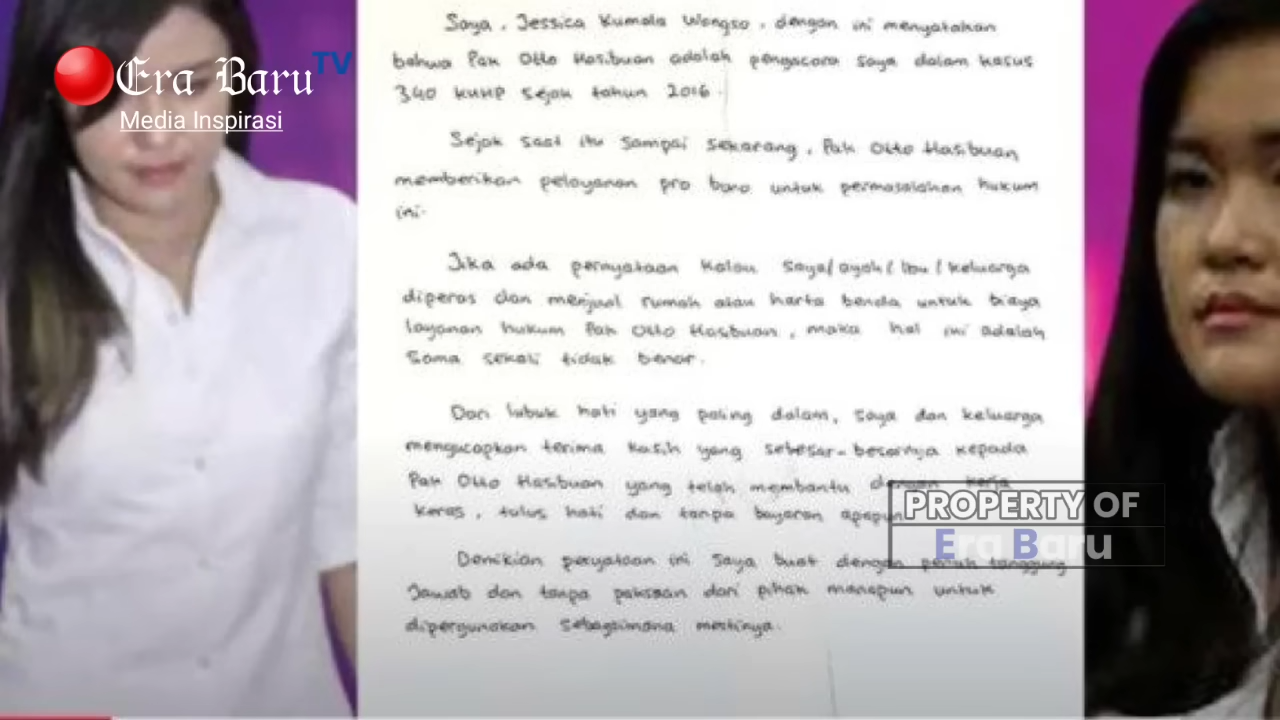 Era Baru TV
Media Inspirasi
Saya, Jessica Kumala Wongso, dengan ini menyatakan
bahwa Pak Otto Hasibuan adalah pengacara saya dalam kasus
340 KUHP sejak tahun 2016.
Sejak saat itu sampai sekarang, Pak Otto Hasibuan
memberikan pelayanan pro bono untuk permasalahan hukum
ini.
Jika ada pernyataan kalau saya/ayah/ibu/keluarga
diperas dan menjual rumah atau harta benda untuk biaya
layanan hukum Pak Otto Hasibuan, maka hal ini adalah
sama sekali tidak benar.
Dari lubuk hati yang paling dalam, saya dan keluarga
mengucapkan terima kasih yang sebesar-besarnya kepada
Pak Otto Hasibuan yang telah membantu dengan kerja
keras, tulus hati dan tanpa bayaran apapun
Demikian peryataan ini saya buat dengan penuh tanggung
jawab dan tanpa paksaan dari pihak manapun untuk
dipergunakan sebagaimana mestinya.
PROPERTY OF
Era Baru